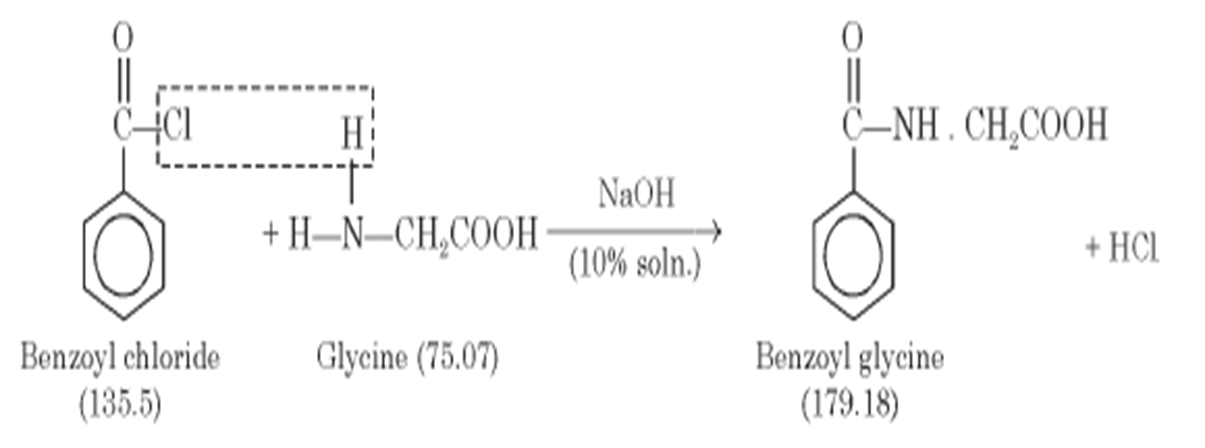 O
C—Cl
H
+ H—N—CH₂COOH
NaOH
(10% soln.)
O
C—NH . CH₂COOH
+ HCl
Benzoyl chloride
(135.5)
Glycine (75.07)
Benzoyl glycine
(179.18)